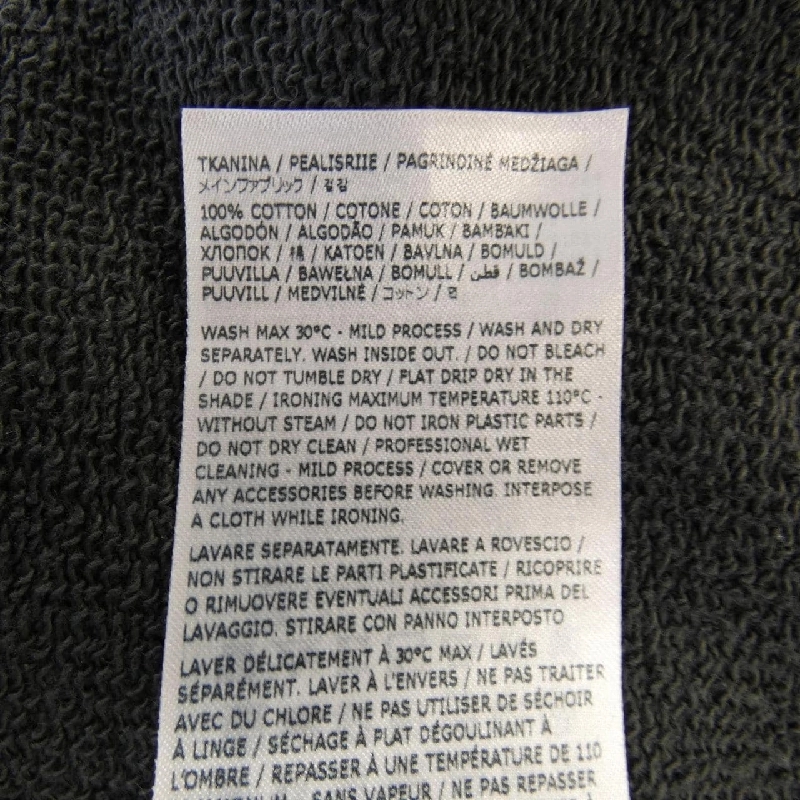 TKANINA / PEALISRIIE / PAGRINDINĖ MEDŽIAGA /
メインファブリック / 겉감
100% COTTON / COTONE / COTON / BAUMWOLLE /
ALGODÓN / ALGODÃO / PAMUK / BAMBAKI /
ХЛОПОК / 棉 / KATOEN / BAVLNA / BOMULD /
PUUVILLA / BAWEŁNA / BOMULL / قطن / BOMBAŽ /
PUUVILL / MEDVILNĖ / コットン / 면
WASH MAX 30°C - MILD PROCESS / WASH AND DRY
SEPARATELY. WASH INSIDE OUT. / DO NOT BLEACH
/ DO NOT TUMBLE DRY / FLAT DRIP DRY IN THE
SHADE / IRONING MAXIMUM TEMPERATURE 110°C -
WITHOUT STEAM / DO NOT IRON PLASTIC PARTS /
DO NOT DRY CLEAN / PROFESSIONAL WET
CLEANING - MILD PROCESS / COVER OR REMOVE
ANY ACCESSORIES BEFORE WASHING. INTERPOSE
A CLOTH WHILE IRONING.
LAVARE SEPARATAMENTE. LAVARE A ROVESCIO /
NON STIRARE LE PARTI PLASTIFICATE / RICOPRIRE
O RIMUOVERE EVENTUALI ACCESSORI PRIMA DEL
LAVAGGIO. STIRARE CON PANNO INTERPOSTO
LAVER DÉLICATEMENT À 30°C MAX / LAVÉS
SÉPARÉMENT. LAVER À L'ENVERS / NE PAS TRAITER
AVEC DU CHLORE / NE PAS UTILISER DE SÉCHOIR
À LINGE / SÉCHAGE À PLAT DÉGOULINANT À
L'OMBRE / REPASSER À UNE TEMPÉRATURE DE 110
SANS VAPEUR / NE PAS REPASSER